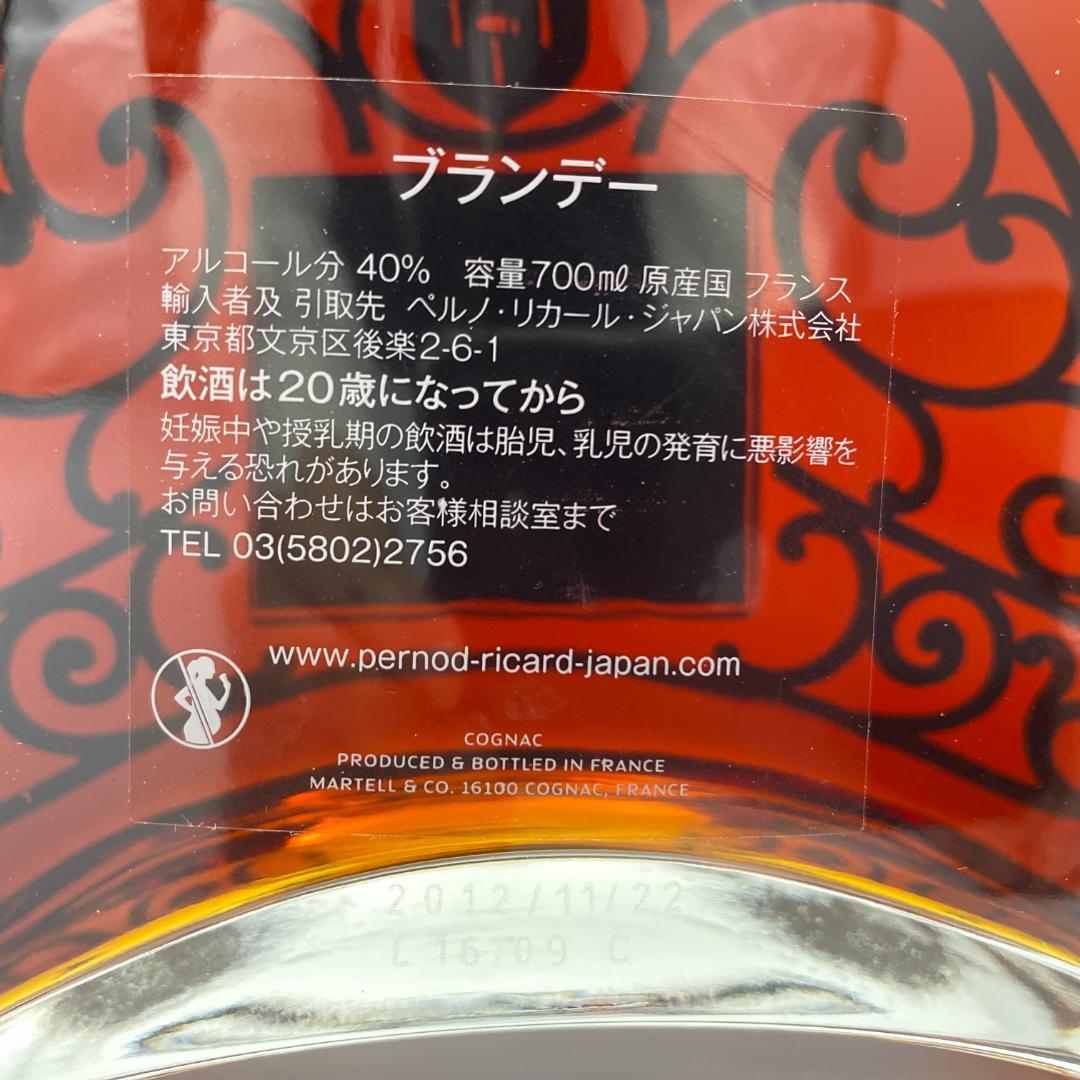 ブランデー
アルコール分 40%　容量700㎖ 原産国 フランス
輸入者及 引取先　ペルノ・リカール・ジャパン株式会社
東京都文京区後楽2-6-1
飲酒は20歳になってから
妊娠中や授乳期の飲酒は胎児、乳児の発育に悪影響を
与える恐れがあります。
お問い合わせはお客様相談室まで
TEL 03(5802)2756
www.pernod-ricard-japan.com
COGNAC
PRODUCED & BOTTLED IN FRANCE
MARTELL & CO. 16100 COGNAC, FRANCE
2012/11/22
L 16:09 C